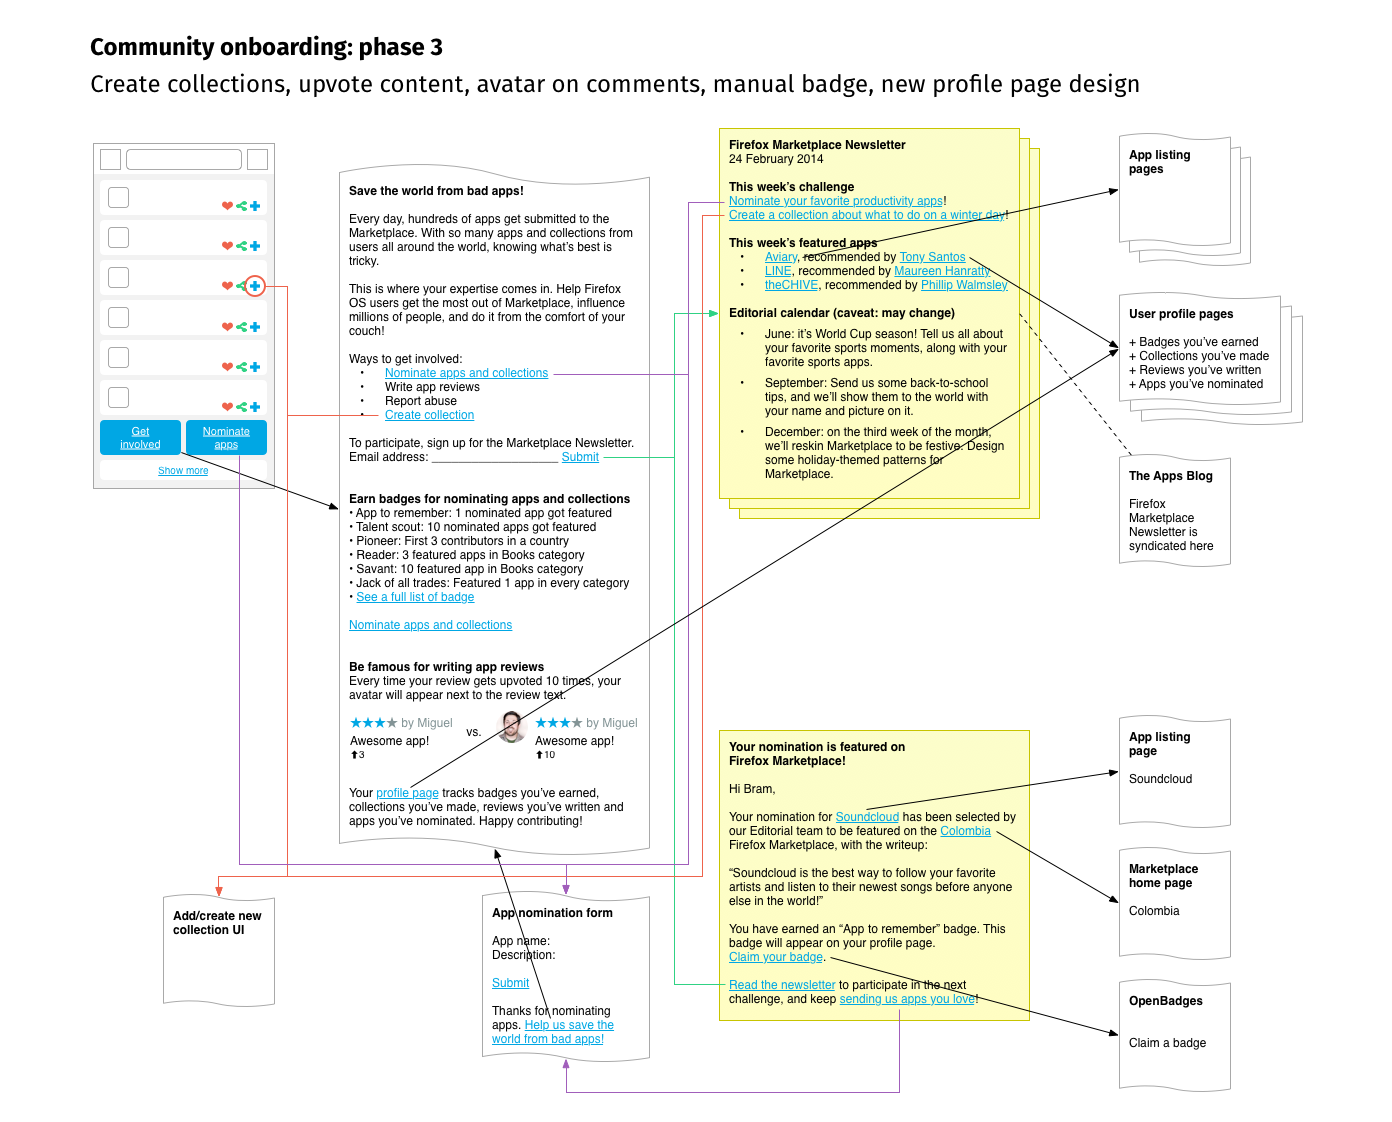 Community onboarding: phase 3
Create collections, upvote content, avatar on comments, manual badge, new profile page design
Get
involved
Nominate
apps
Show more
Save the world from bad apps!
Every day, hundreds of apps get submitted to the
Marketplace. With so many apps and collections from
users all around the world, knowing what's best is
tricky.
This is where your expertise comes in. Help Firefox
OS users get the most out of Marketplace, influence
millions of people, and do it from the comfort of your
couch!
Ways to get involved:
• Nominate apps and collections
• Write app reviews
• Report abuse
• Create collection
To participate, sign up for the Marketplace Newsletter.
Email address: ___________________ Submit
Earn badges for nominating apps and collections
• App to remember: 1 nominated app got featured
• Talent scout: 10 nominated apps got featured
• Pioneer: First 3 contributors in a country
• Reader: 3 featured apps in Books category
• Savant: 10 featured app in Books category
• Jack of all trades: Featured 1 app in every category
• See a full list of badge
Nominate apps and collections
Be famous for writing app reviews
Every time your review gets upvoted 10 times, your
avatar will appear next to the review text.
★★★★ by Miguel
Awesome app!
⬆3
vs.
★★★★ by Miguel
Awesome app!
⬆10
Your profile page tracks badges you've earned,
collections you've made, reviews you've written and
apps you've nominated. Happy contributing!
Add/create new
collection UI
App nomination form
App name:
Description:
Submit
Thanks for nominating
apps. Help us save the
world from bad apps!
Firefox Marketplace Newsletter
24 February 2014
This week's challenge
Nominate your favorite productivity apps!
Create a collection about what to do on a winter day!
This week's featured apps
• Aviary, recommended by Tony Santos
• LINE, recommended by Maureen Hanratty
• theCHIVE, recommended by Phillip Walmsley
Editorial calendar (caveat: may change)
• June: it's World Cup season! Tell us all about
your favorite sports moments, along with your
favorite sports apps.
• September: Send us some back-to-school
tips, and we'll show them to the world with
your name and picture on it.
• December: on the third week of the month,
we'll reskin Marketplace to be festive. Design
some holiday-themed patterns for
Marketplace.
Your nomination is featured on
Firefox Marketplace!
Hi Bram,
Your nomination for Soundcloud has been selected by
our Editorial team to be featured on the Colombia
Firefox Marketplace, with the writeup:
“Soundcloud is the best way to follow your favorite
artists and listen to their newest songs before anyone
else in the world!”
You have earned an “App to remember” badge. This
badge will appear on your profile page.
Claim your badge.
Read the newsletter to participate in the next
challenge, and keep sending us apps you love!
App listing
pages
User profile pages
+ Badges you've earned
+ Collections you've made
+ Reviews you've written
+ Apps you've nominated
The Apps Blog
Firefox
Marketplace
Newsletter is
syndicated here
App listing
page
Soundcloud
Marketplace
home page
Colombia
OpenBadges
Claim a badge